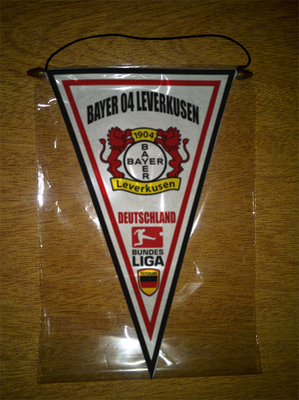 BAYER 04 LEVERKUSEN
1904
BAYER
BAYER
Leverkusen
DEUTSCHLAND
BUNDES
LIGA